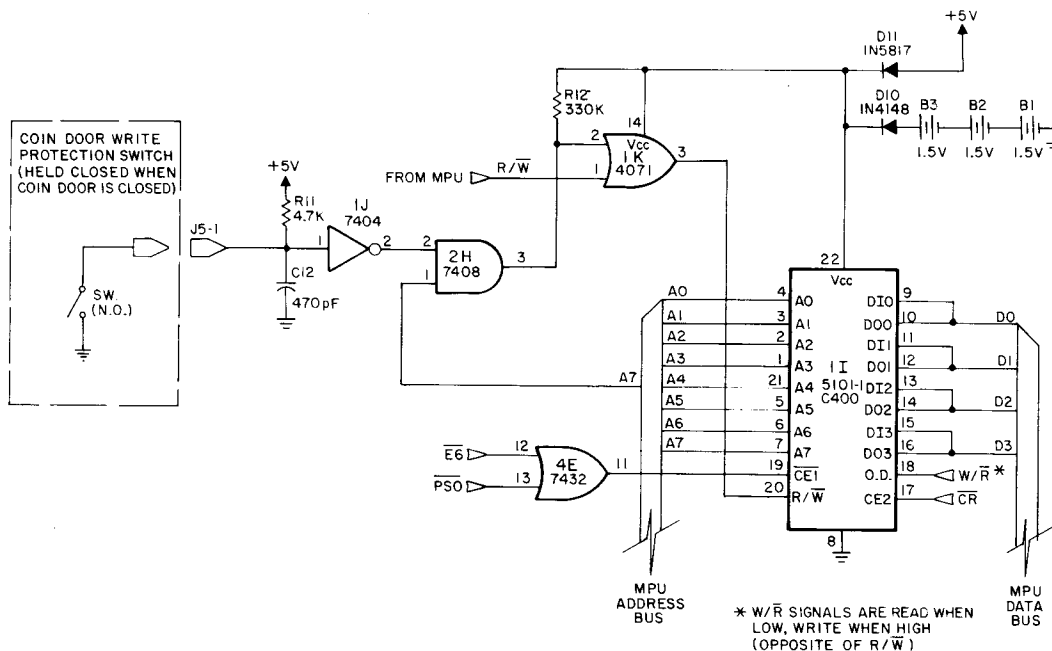 +5V
D11
1N5817
D10
1N4148
B3
B2
B1
1.5V
1.5V
1.5V
R12
330K
14
2
Vcc
1K
4071
3
1
FROM MPU
R/W̅
COIN DOOR WRITE
PROTECTION SWITCH
(HELD CLOSED WHEN
COIN DOOR IS CLOSED)
SW.
(N.O.)
J5-1
+5V
R11
4.7K
1J
7404
1
2
C12
470pF
2
2H
7408
3
1
22
Vcc
A0 4 A0
A1 3 A1
A2 2 A2
A3 1 A3
A7
A4 21 A4
A5 5 A5
A6 6 A6
A7 7 A7
19 C̅E̅1̅
20 R/W̅
1I
5101-1
C400
DI0 9
DO0 10 D0
DI1 11
DO1 12 D1
DI2 13
DO2 14 D2
DI3 15
DO3 16 D3
O.D. 18 W/R̅ *
CE2 17 C̅R̅
8
E̅6̅ 12
P̅S̅0̅ 13
4E
7432
11
MPU
ADDRESS
BUS
MPU
DATA
BUS
* W/R̅ SIGNALS ARE READ WHEN
LOW, WRITE WHEN HIGH
(OPPOSITE OF R/W̅)